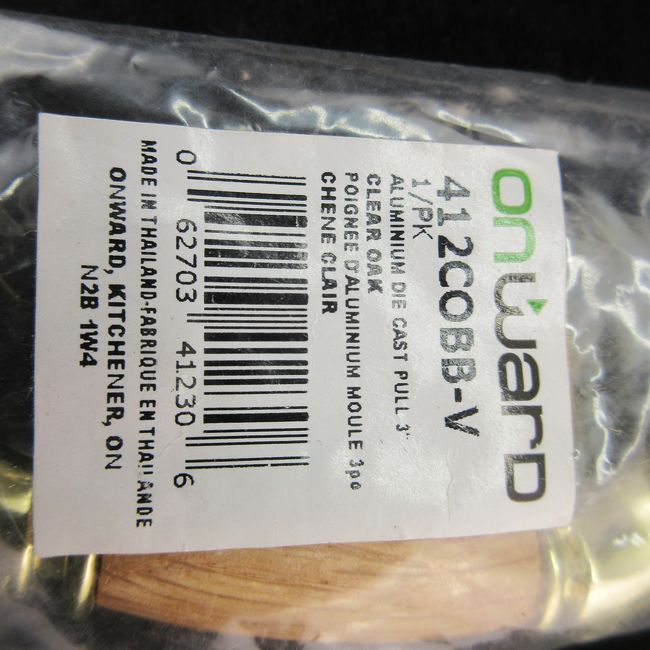 onward
412COBB-V
1/PK
ALUMINIUM DIE CAST PULL 3"
CLEAR OAK
POIGNEE D'ALUMINIUM MOULE 3po
CHENE CLAIR
0 62703 41230 6
MADE IN THAILAND-FABRIQUE EN THAILANDE
ONWARD, KITCHENER, ON
N2B 1W4